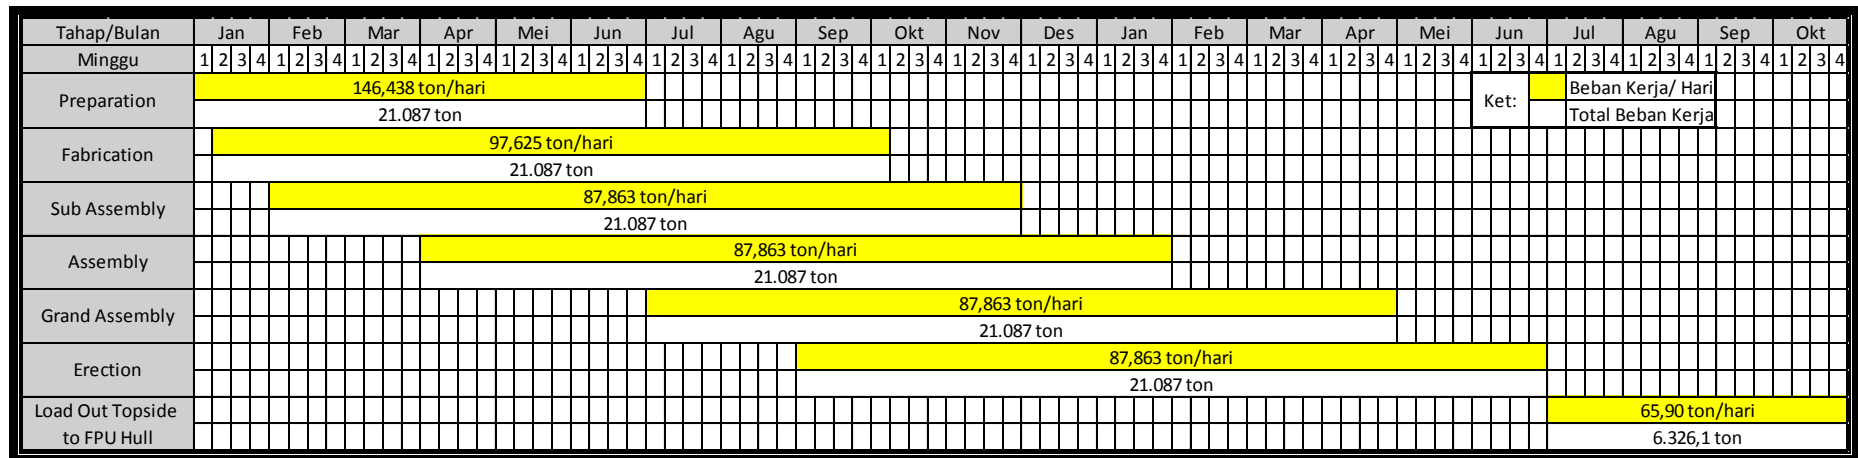 Tahap/Bulan Jan Feb Mar Apr Mei Jun Jul Agu Sep Okt Nov Des Jan Feb Mar Apr Mei Jun Jul Agu Sep Okt
Minggu 1 2 3 4 1 2 3 4 1 2 3 4 1 2 3 4 1 2 3 4 1 2 3 4 1 2 3 4 1 2 3 4 1 2 3 4 1 2 3 4 1 2 3 4 1 2 3 4 1 2 3 4 1 2 3 4 1 2 3 4 1 2 3 4 1 2 3 4 1 2 3 4 1 2 3 4 1 2 3 4 1 2 3 4 1 2 3 4
Preparation
146,438 ton/hari
21.087 ton
Ket:
Beban Kerja/ Hari
Total Beban Kerja
Fabrication
97,625 ton/hari
21.087 ton
Sub Assembly
87,863 ton/hari
21.087 ton
Assembly
87,863 ton/hari
21.087 ton
Grand Assembly
87,863 ton/hari
21.087 ton
Erection
87,863 ton/hari
21.087 ton
Load Out Topside
to FPU Hull
65,90 ton/hari
6.326,1 ton